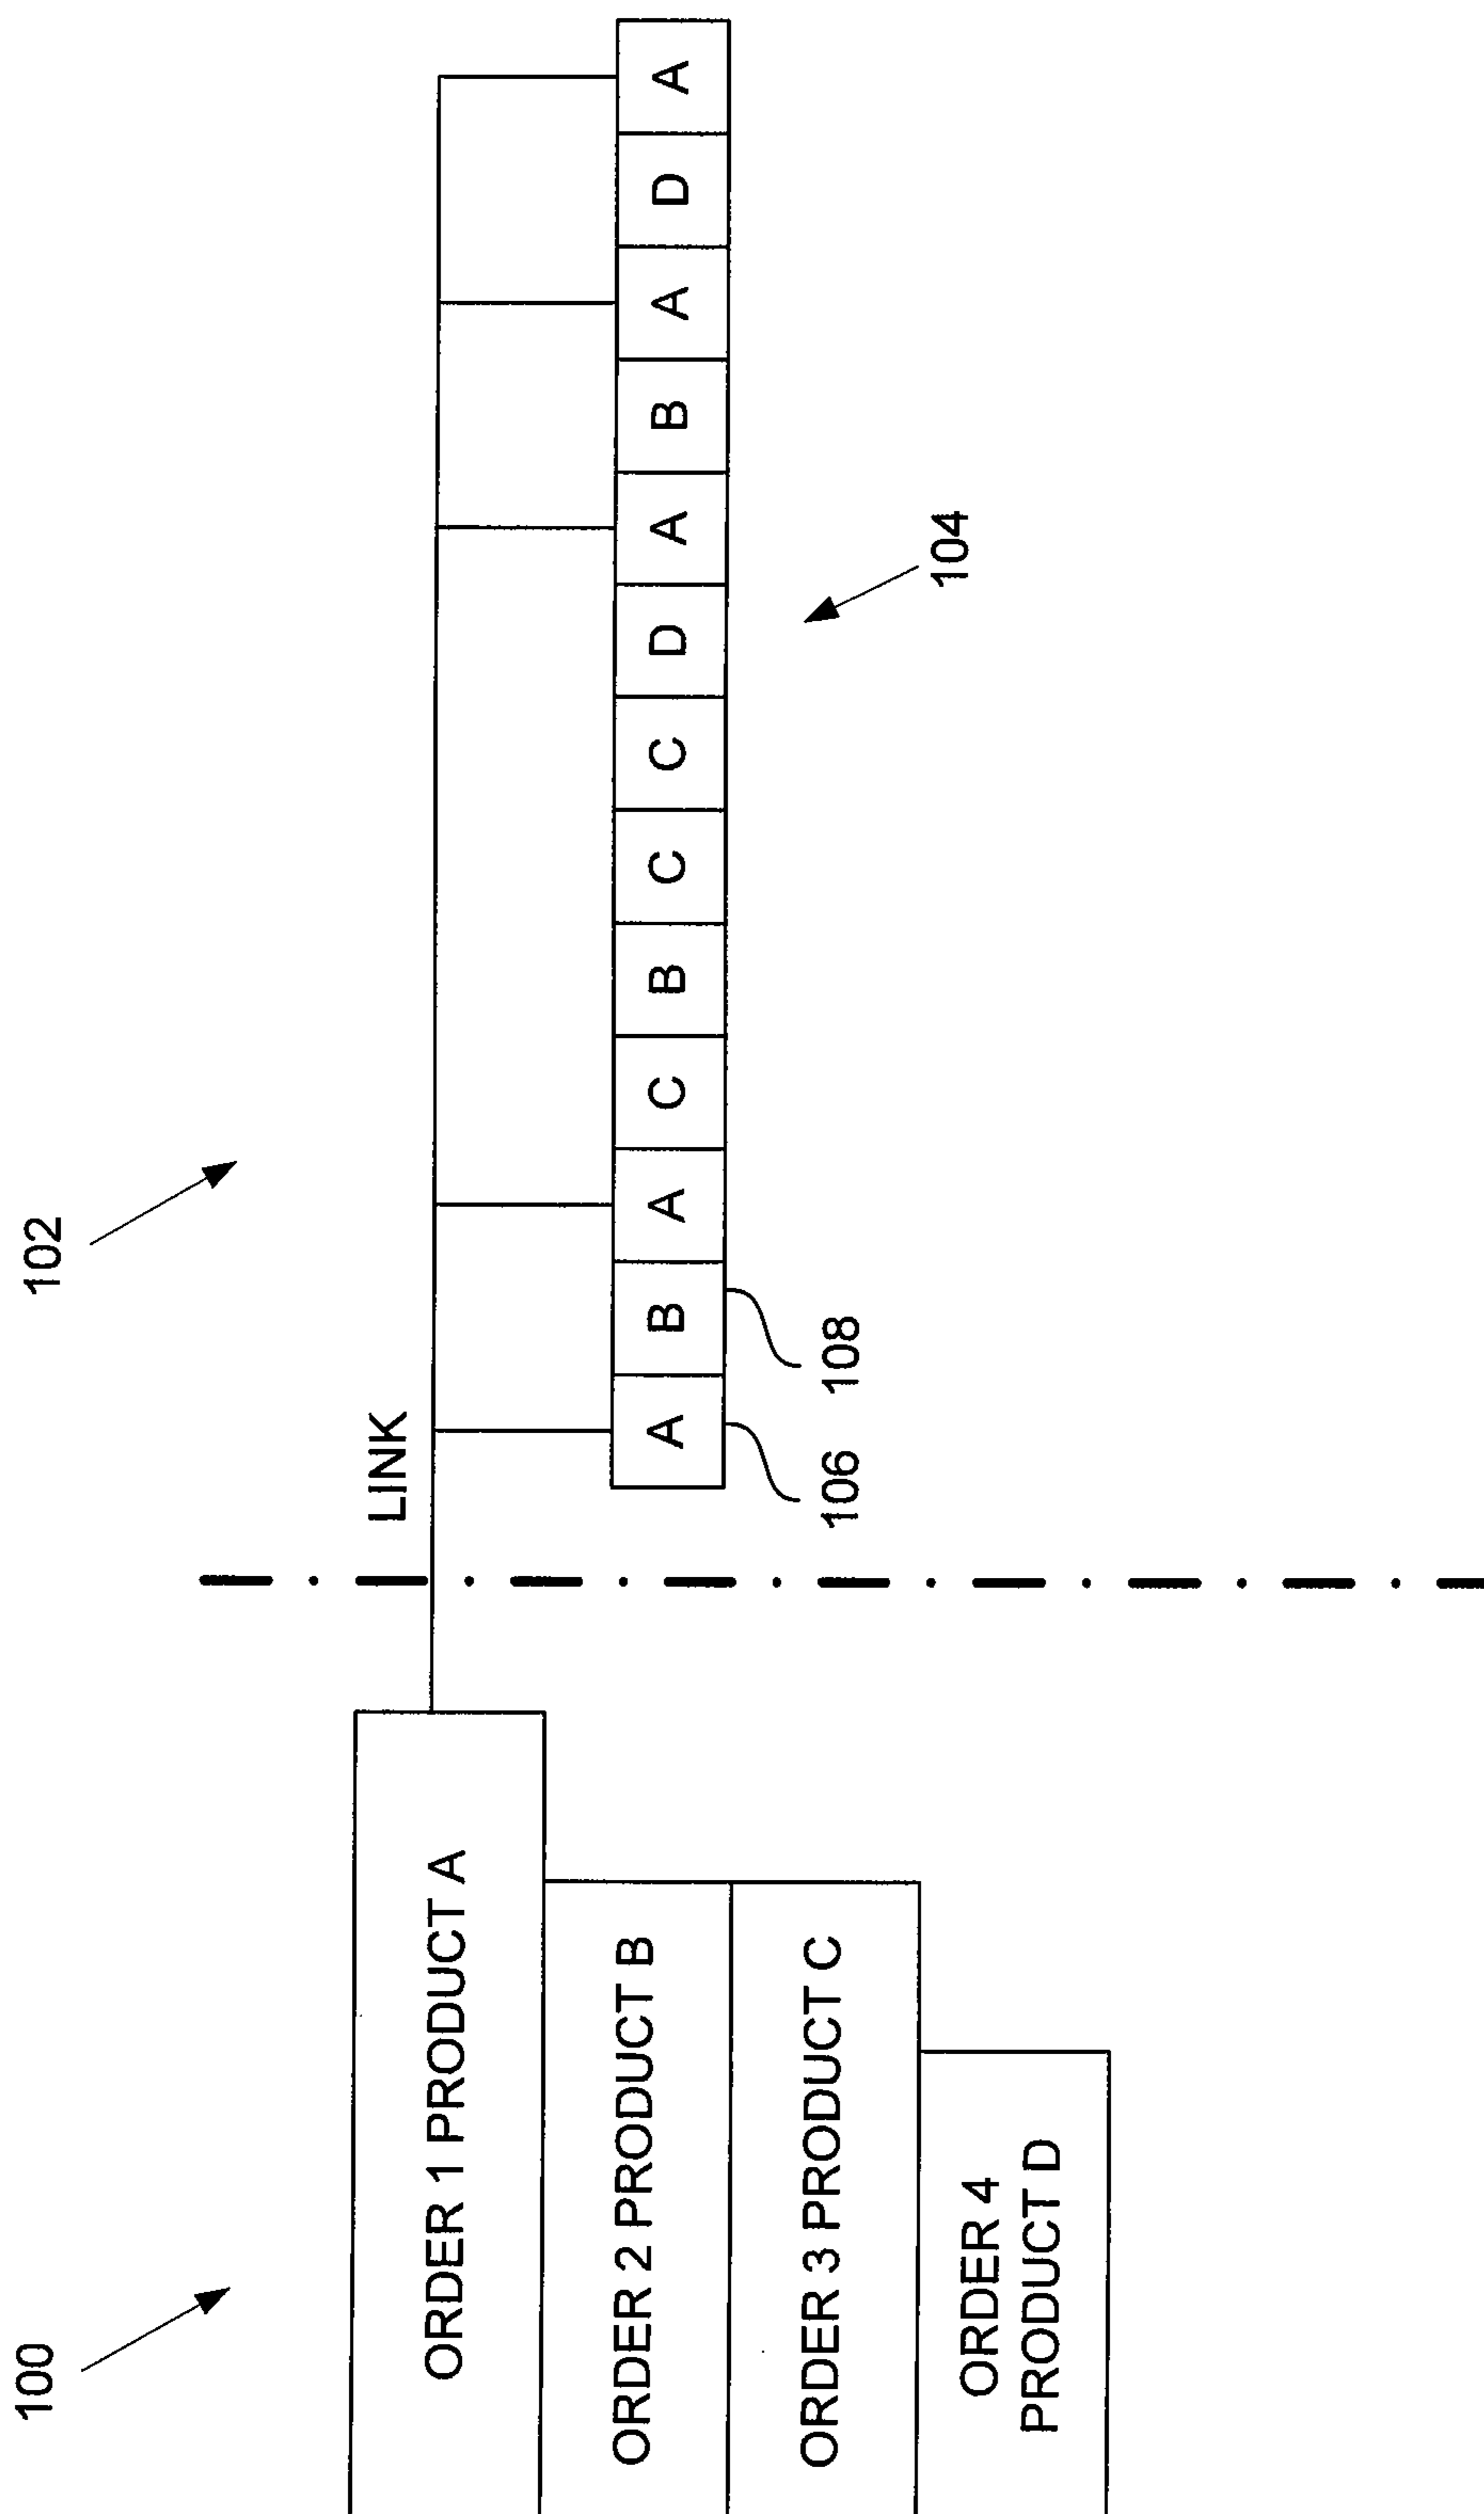 100
102
LINK
ORDER 1 PRODUCT A
ORDER 2 PRODUCT B
ORDER 3 PRODUCT C
ORDER 4
PRODUCT D
A B A C B C C D A B A D A
106
108
104